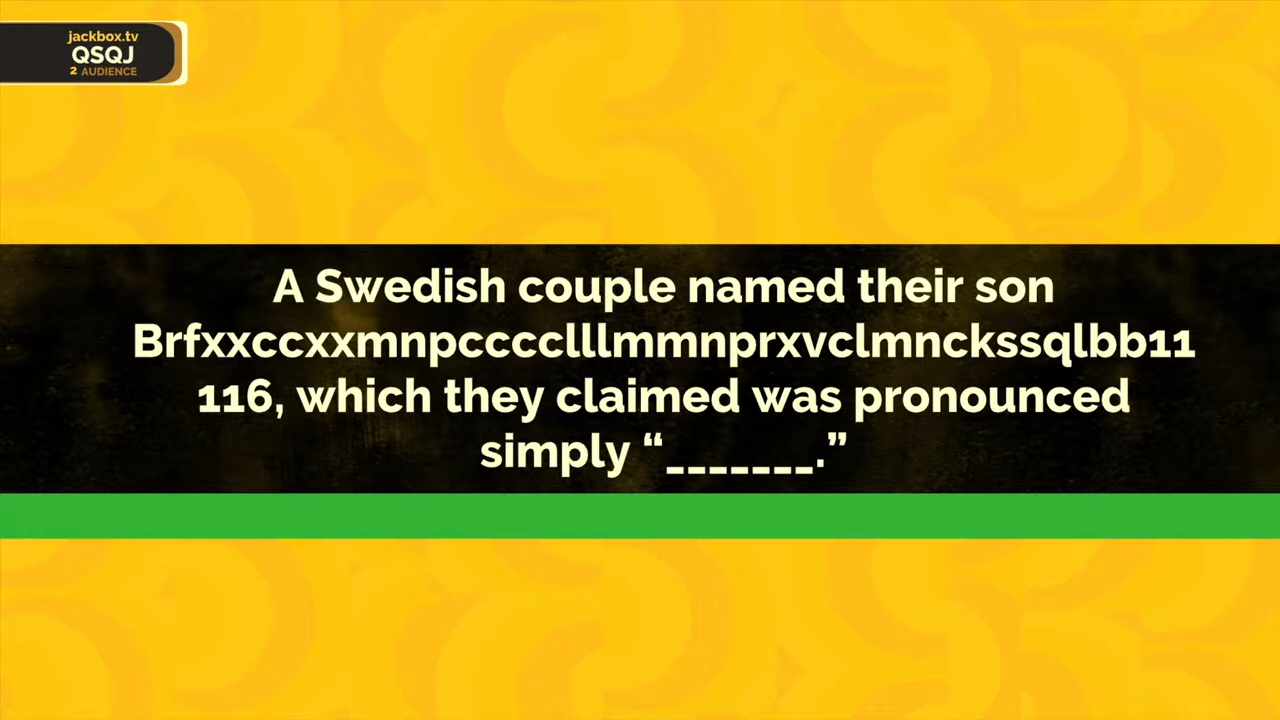 jackbox.tv
QSQJ
2 AUDIENCE
A Swedish couple named their son
Brfxxccxxmnpcccclllmmnprxvclmnckssqlbb11
116, which they claimed was pronounced
simply “_______.”